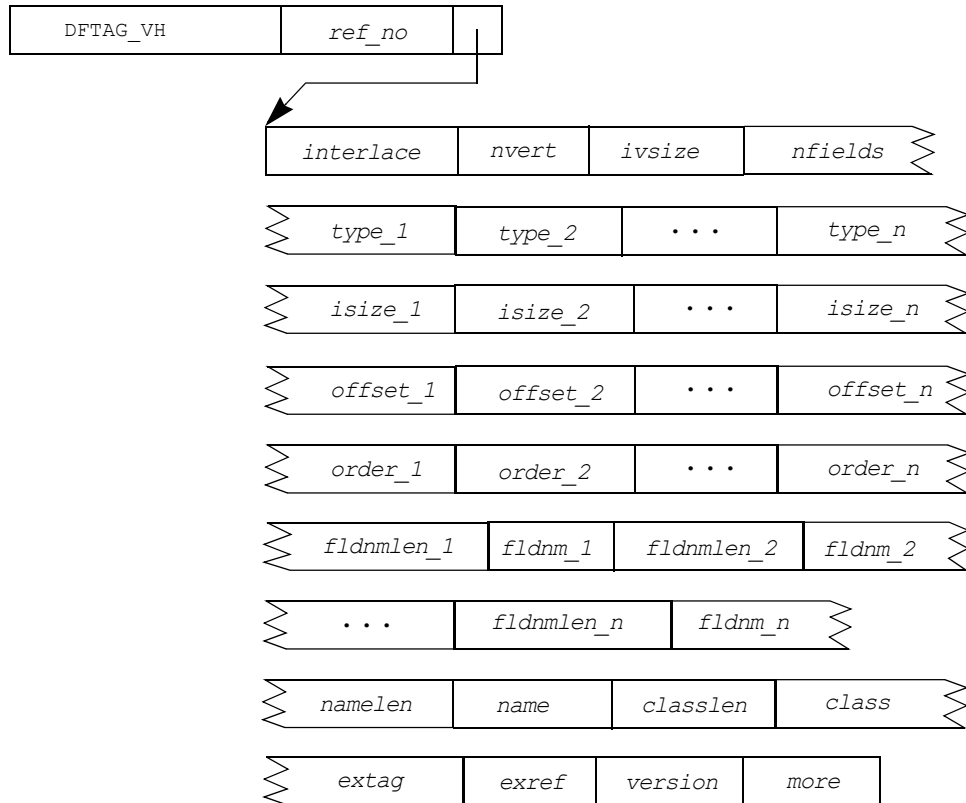 DFTAG_VH ref_no
interlace nvert ivsize nfields
type_1 type_2 ... type_n
isize_1 isize_2 ... isize_n
offset_1 offset_2 ... offset_n
order_1 order_2 ... order_n
fldnmlen_1 fldnm_1 fldnmlen_2 fldnm_2
... fldnmlen_n fldnm_n
namelen name classlen class
extag exref version more